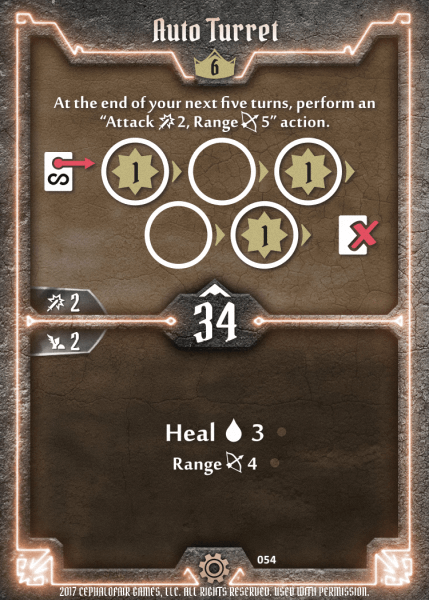 Auto Turret
6
At the end of your next five turns, perform an
“Attack 2, Range 5” action.
1 1
1
2
34
2
Heal 3
Range 4
054
2017 CEPHALOFAIR GAMES, LLC. ALL RIGHTS RESERVED. USED WITH PERMISSION.